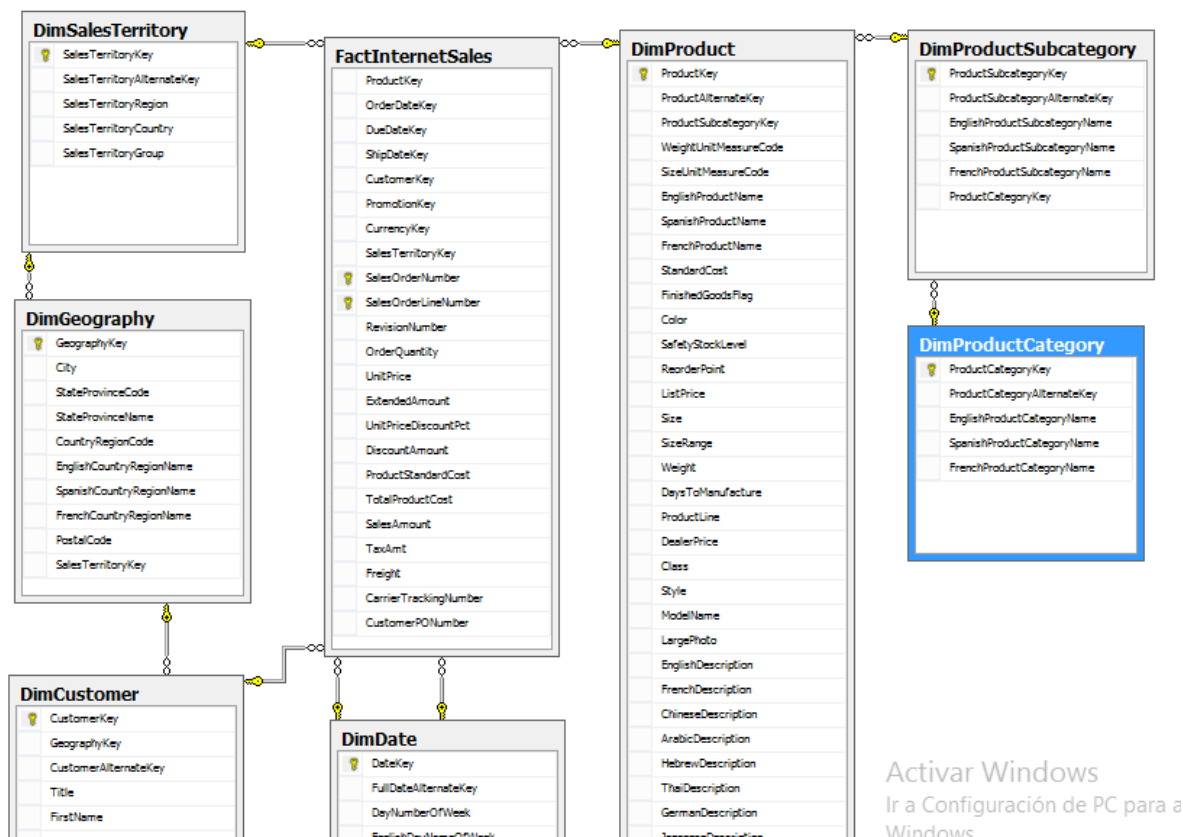 DimSalesTerritory
SalesTerritoryKey
SalesTerritoryAlternateKey
SalesTerritoryRegion
SalesTerritoryCountry
SalesTerritoryGroup
DimGeography
GeographyKey
City
StateProvinceCode
StateProvinceName
CountryRegionCode
EnglishCountryRegionName
SpanishCountryRegionName
FrenchCountryRegionName
PostalCode
SalesTerritoryKey
DimCustomer
CustomerKey
GeographyKey
CustomerAlternateKey
Title
FirstName
FactInternetSales
ProductKey
OrderDateKey
DueDateKey
ShipDateKey
CustomerKey
PromotionKey
CurrencyKey
SalesTerritoryKey
SalesOrderNumber
SalesOrderLineNumber
RevisionNumber
OrderQuantity
UnitPrice
ExtendedAmount
UnitPriceDiscountPct
DiscountAmount
ProductStandardCost
TotalProductCost
SalesAmount
TaxAmt
Freight
CarrierTrackingNumber
CustomerPONumber
DimDate
DateKey
FullDateAlternateKey
DayNumberOfWeek
EnglishDayNameOfWeek
DimProduct
ProductKey
ProductAlternateKey
ProductSubcategoryKey
WeightUnitMeasureCode
SizeUnitMeasureCode
EnglishProductName
SpanishProductName
FrenchProductName
StandardCost
FinishedGoodsFlag
Color
SafetyStockLevel
ReorderPoint
ListPrice
Size
SizeRange
Weight
DaysToManufacture
ProductLine
DealerPrice
Class
Style
ModelName
LargePhoto
EnglishDescription
FrenchDescription
ChineseDescription
ArabicDescription
HebrewDescription
ThaiDescription
GermanDescription
JapaneseDescription
DimProductSubcategory
ProductSubcategoryKey
ProductSubcategoryAlternateKey
EnglishProductSubcategoryName
SpanishProductSubcategoryName
FrenchProductSubcategoryName
ProductCategoryKey
DimProductCategory
ProductCategoryKey
ProductCategoryAlternateKey
EnglishProductCategoryName
SpanishProductCategoryName
FrenchProductCategoryName
Activar Windows
Ir a Configuración de PC para a
Windows